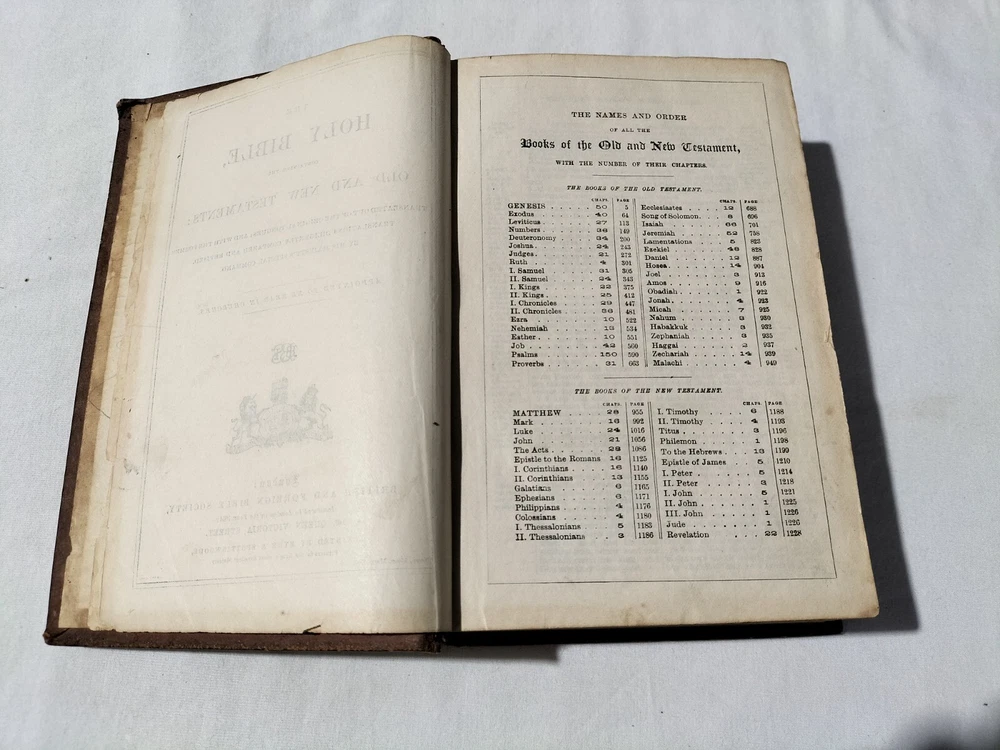 THE
HOLY BIBLE,
OLD AND NEW TESTAMENTS:
THE NAMES AND ORDER
OF ALL THE
Books of the Old and New Testament,
WITH THE NUMBER OF THEIR CHAPTERS.
THE BOOKS OF THE OLD TESTAMENT.
CHAPS. PAGE
GENESIS . . . . . 50 5
Exodus . . . . . 40 64
Leviticus . . . . . 27 113
Numbers . . . . . 36 149
Deuteronomy . . . . 34 200
Joshua . . . . . 24 243
Judges . . . . . 21 272
Ruth . . . . . 4 301
I. Samuel . . . . . 31 305
II. Samuel . . . . . 24 343
I. Kings . . . . . 22 375
II. Kings . . . . . 25 412
I. Chronicles . . . . 29 447
II. Chronicles . . . . 36 481
Ezra . . . . . 10 522
Nehemiah . . . . . 13 534
Esther . . . . . 10 551
Job . . . . . 42 560
Psalms . . . . . 150 590
Proverbs . . . . . 31 663
CHAPS. PAGE
Ecclesiastes . . . . 12 688
Song of Solomon. . . 8 696
Isaiah . . . . . 66 701
Jeremiah . . . . . 52 758
Lamentations . . . . 5 823
Ezekiel . . . . . 48 828
Daniel . . . . . 12 887
Hosea . . . . . 14 904
Joel . . . . . 3 913
Amos . . . . . 9 916
Obadiah . . . . . 1 922
Jonah . . . . . 4 923
Micah . . . . . 7 925
Nahum . . . . . 3 930
Habakkuk . . . . . 3 932
Zephaniah . . . . . 3 935
Haggai . . . . . 2 937
Zechariah . . . . . 14 939
Malachi . . . . . 4 949
THE BOOKS OF THE NEW TESTAMENT.
CHAPS. PAGE
MATTHEW . . . . 28 955
Mark . . . . . 16 992
Luke . . . . . 24 1016
John . . . . . 21 1056
The Acts . . . . . 28 1086
Epistle to the Romans 16 1125
I. Corinthians . . . . 16 1140
II. Corinthians . . . 13 1155
Galatians . . . . . 6 1165
Ephesians . . . . . 6 1171
Philippians . . . . 4 1176
Colossians . . . . . 4 1180
I. Thessalonians . . . 5 1183
II. Thessalonians . . 3 1186
CHAPS. PAGE
I. Timothy . . . . . 6 1188
II. Timothy . . . . 4 1193
Titus . . . . . 3 1196
Philemon . . . . . 1 1198
To the Hebrews . . . 13 1199
Epistle of James . . 5 1210
I. Peter . . . . . 5 1214
II. Peter . . . . . 3 1218
I. John . . . . . 5 1221
II. John . . . . . 1 1225
III. John . . . . . 1 1226
Jude . . . . . 1 1226
Revelation . . . . 22 1228